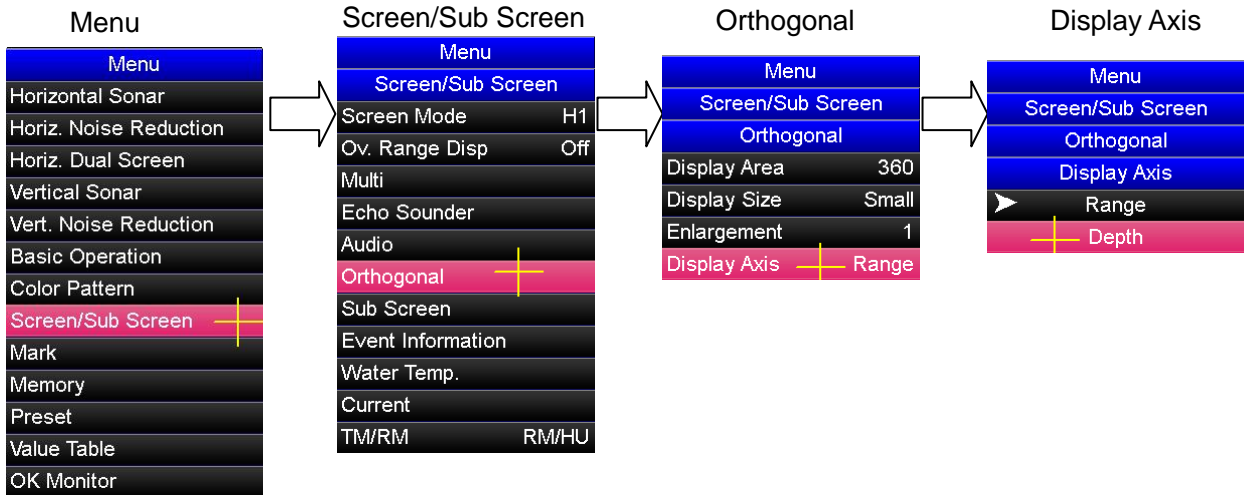 Menu
Menu
Horizontal Sonar
Horiz. Noise Reduction
Horiz. Dual Screen
Vertical Sonar
Vert. Noise Reduction
Basic Operation
Color Pattern
Screen/Sub Screen
Mark
Memory
Preset
Value Table
OK Monitor
Screen/Sub Screen
Menu
Screen/Sub Screen
Screen Mode H1
Ov. Range Disp Off
Multi
Echo Sounder
Audio
Orthogonal
Sub Screen
Event Information
Water Temp.
Current
TM/RM RM/HU
Orthogonal
Menu
Screen/Sub Screen
Orthogonal
Display Area 360
Display Size Small
Enlargement 1
Display Axis Range
Display Axis
Menu
Screen/Sub Screen
Orthogonal
Display Axis
Range
Depth